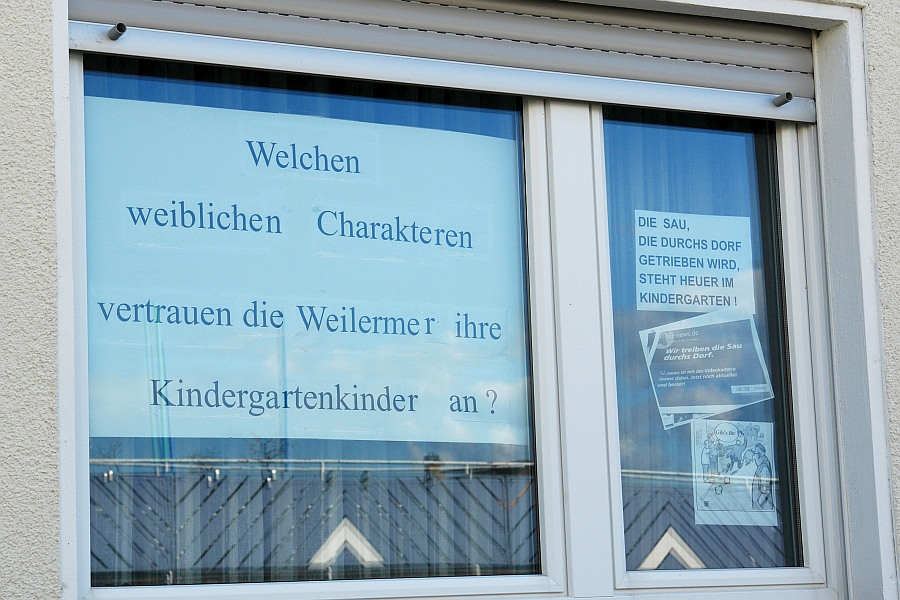 Welchen
weiblichen Charakteren
vertrauen die Weilermer ihre
Kindergartenkinder an ?
DIE SAU,
DIE DURCHS DORF
GETRIEBEN WIRD,
STEHT HEUER IM
KINDERGARTEN !
Wir treiben die Sau
durchs Dorf.